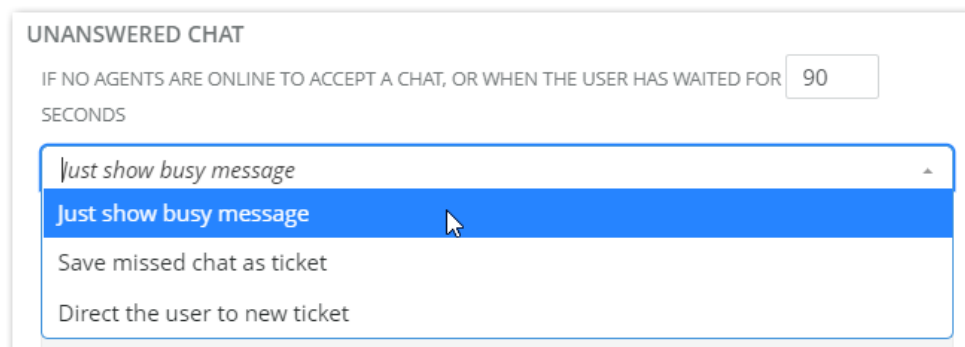 UNANSWERED CHAT
IF NO AGENTS ARE ONLINE TO ACCEPT A CHAT, OR WHEN THE USER HAS WAITED FOR 90
SECONDS
Just show busy message
Just show busy message
Save missed chat as ticket
Direct the user to new ticket